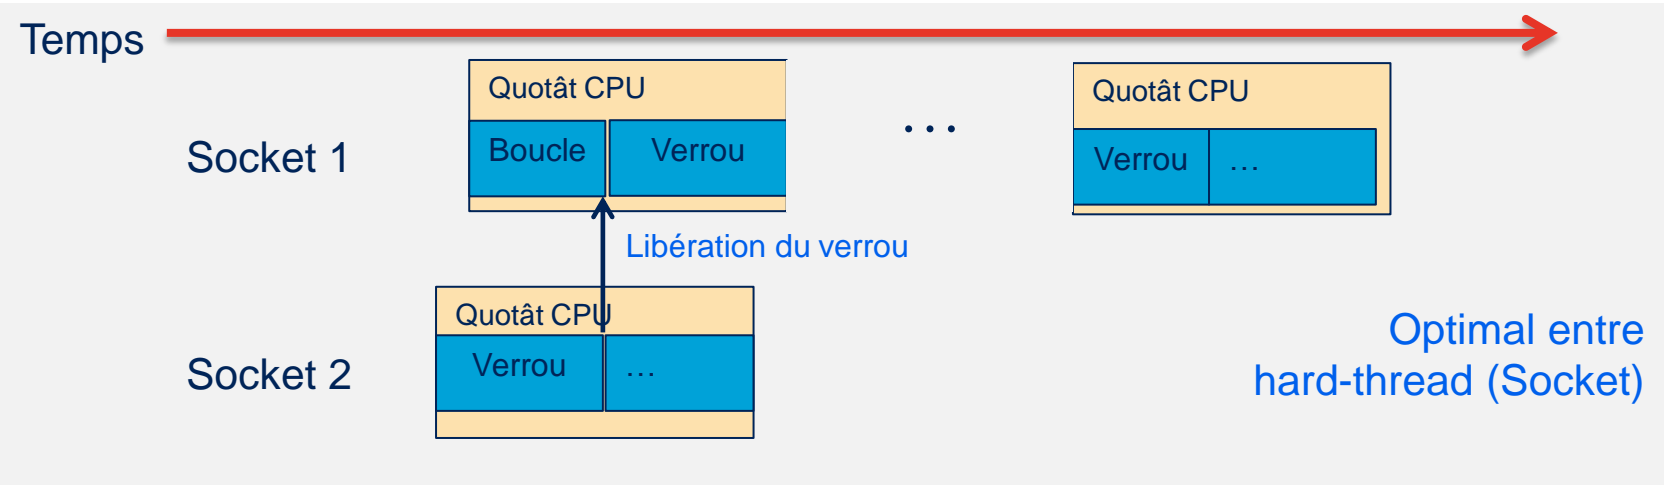 Temps
Quotât CPU
Quotât CPU
...
Socket 1
Boucle
Verrou
Verrou
...
Libération du verrou
Quotât CPU
Socket 2
Verrou
...
Optimal entre
hard-thread (Socket)